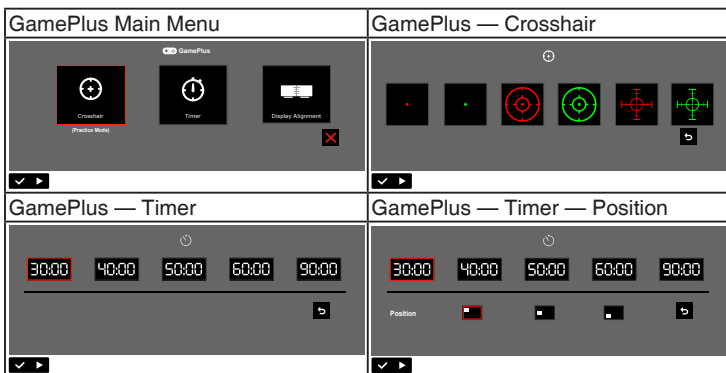 GamePlus Main Menu
GamePlus
Crosshair
Timer
Display Alignment
(Practice Mode)
GamePlus — Crosshair
GamePlus — Timer
30:00 40:00 50:00 60:00 90:00
GamePlus — Timer — Position
30:00 40:00 50:00 60:00 90:00
Position